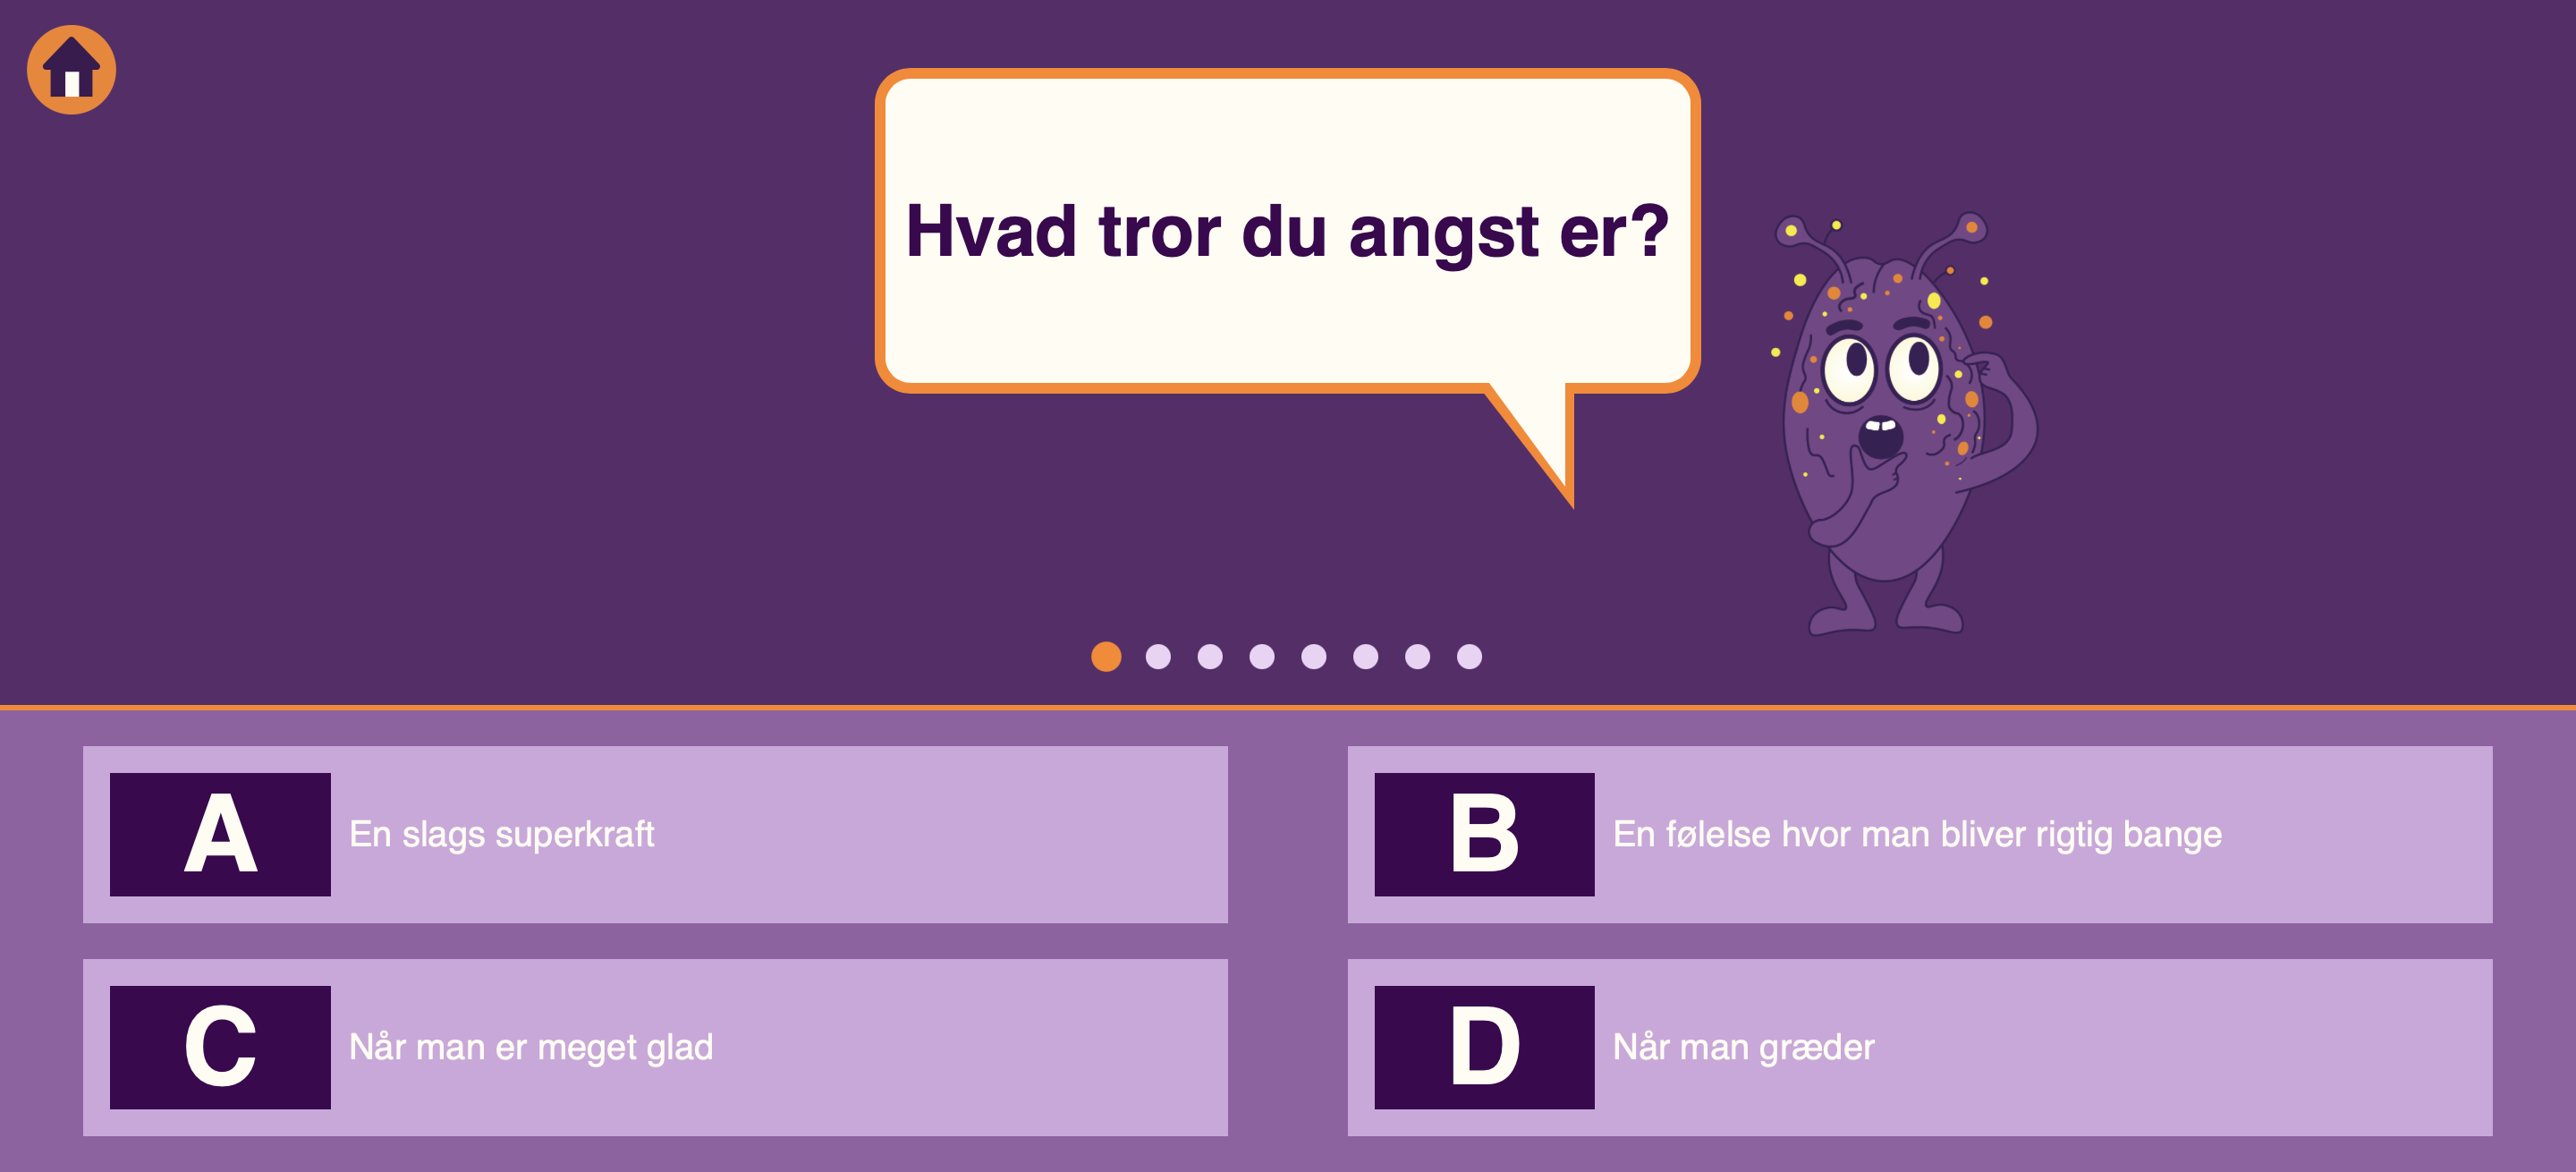 Hvad tror du angst er?
A
En slags superkraft
B
En følelse hvor man bliver rigtig bange
C
Når man er meget glad
D
Når man græder